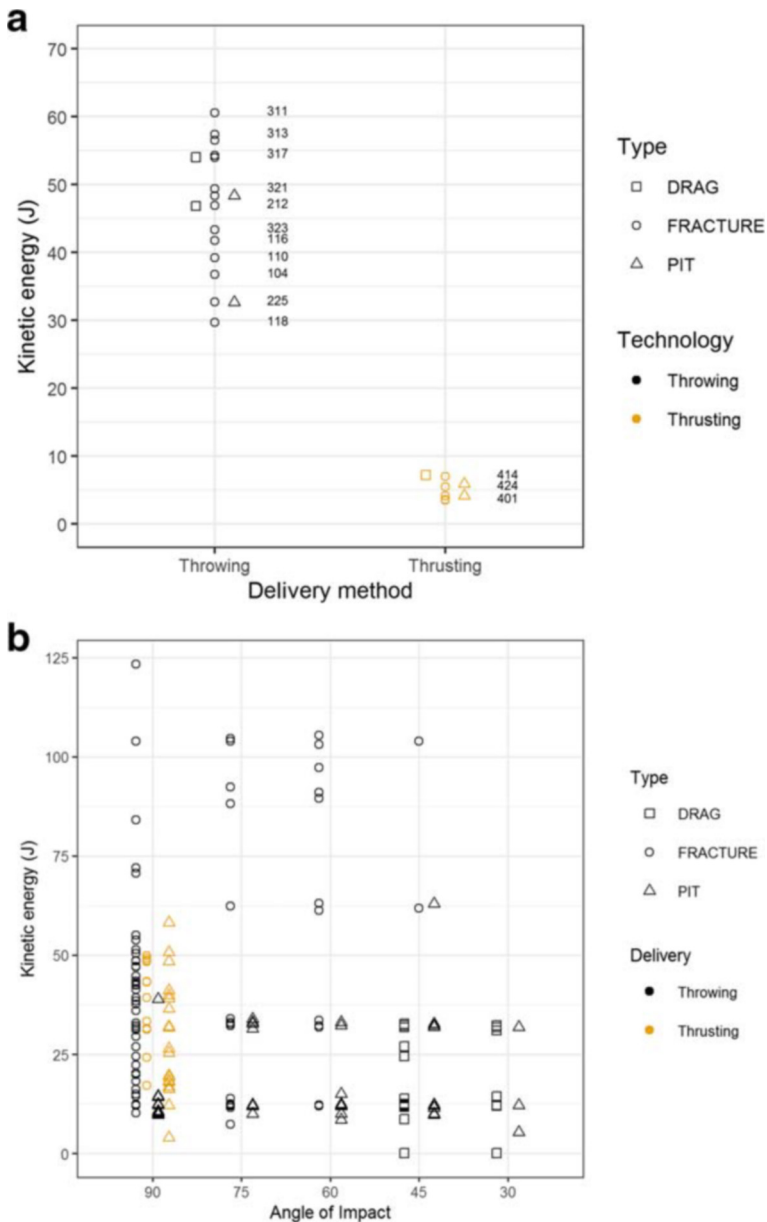 a
70
60
50
40
30
20
10
0
Kinetic energy (J)
311
313
317
321
212
323
116
110
104
225
118
414
424
401
Throwing
Thrusting
Delivery method
Type
DRAG
FRACTURE
PIT
Technology
Throwing
Thrusting
b
125
100
75
50
25
0
Kinetic energy (J)
90
75
60
45
30
Angle of Impact
Type
DRAG
FRACTURE
PIT
Delivery
Throwing
Thrusting